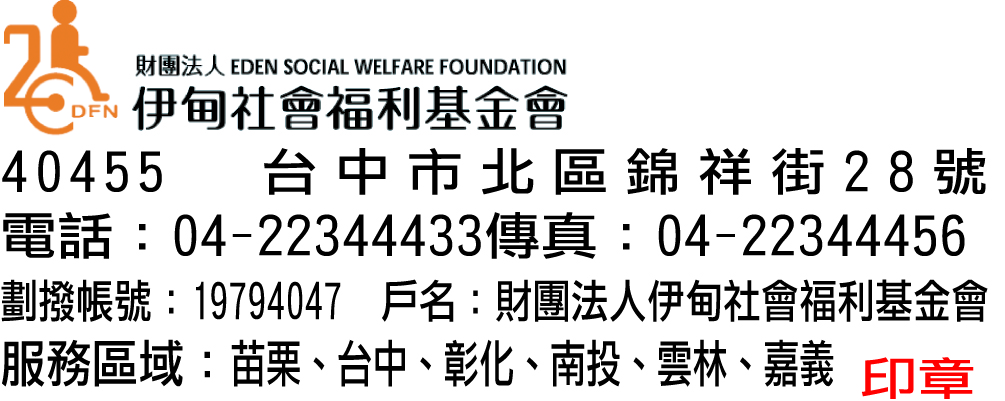 EDEN
財團法人 EDEN SOCIAL WELFARE FOUNDATION
伊甸社會福利基金會
40455 台中市北區錦祥街28號
電話：04-22344433傳真：04-22344456
劃撥帳號：19794047 戶名：財團法人伊甸社會福利基金會
服務區域：苗栗、台中、彰化、南投、雲林、嘉義 印章